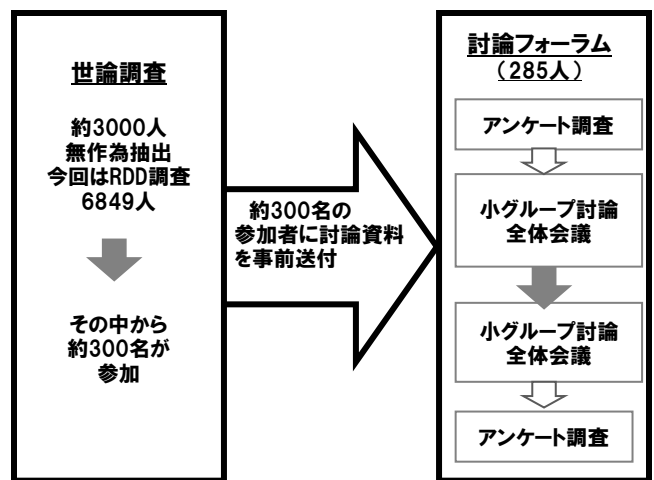 世論調査
約3000人
無作為抽出
今回はRDD調査
6849人
その中から
約300名が
参加
約300名の
参加者に討論資料
を事前送付
討論フォーラム
(285人)
アンケート調査
小グループ討論
全体会議
小グループ討論
全体会議
アンケート調査